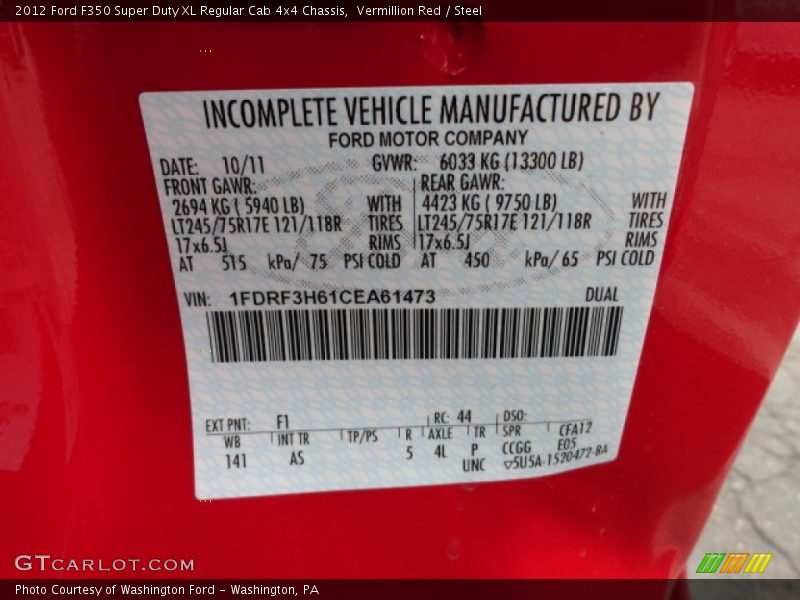 2012 Ford F350 Super Duty XL Regular Cab 4x4 Chassis,  Vermillion Red / Steel
INCOMPLETE VEHICLE MANUFACTURED BY
FORD MOTOR COMPANY
DATE: 10/11 GVWR: 6033 KG (13300 LB)
FRONT GAWR: REAR GAWR:
2694 KG ( 5940 LB) WITH 4423 KG ( 9750 LB) WITH
LT245/75R17E 121/118R TIRES LT245/75R17E 121/118R TIRES
17x6.5J RIMS 17x6.5J RIMS
AT 515 kPa/ 75 PSI COLD AT 450 kPa/ 65 PSI COLD
VIN: 1FDRF3H61CEA61473 DUAL
EXT PNT: F1 RC: 44 DSO:
WB INT TR TP/PS R AXLE TR SPR CFA12
141 AS 5 4L P CCGG E05
UNC ▽5U5A-1520472-BA
GTCARLOT.COM
Photo Courtesy of Washington Ford - Washington, PA